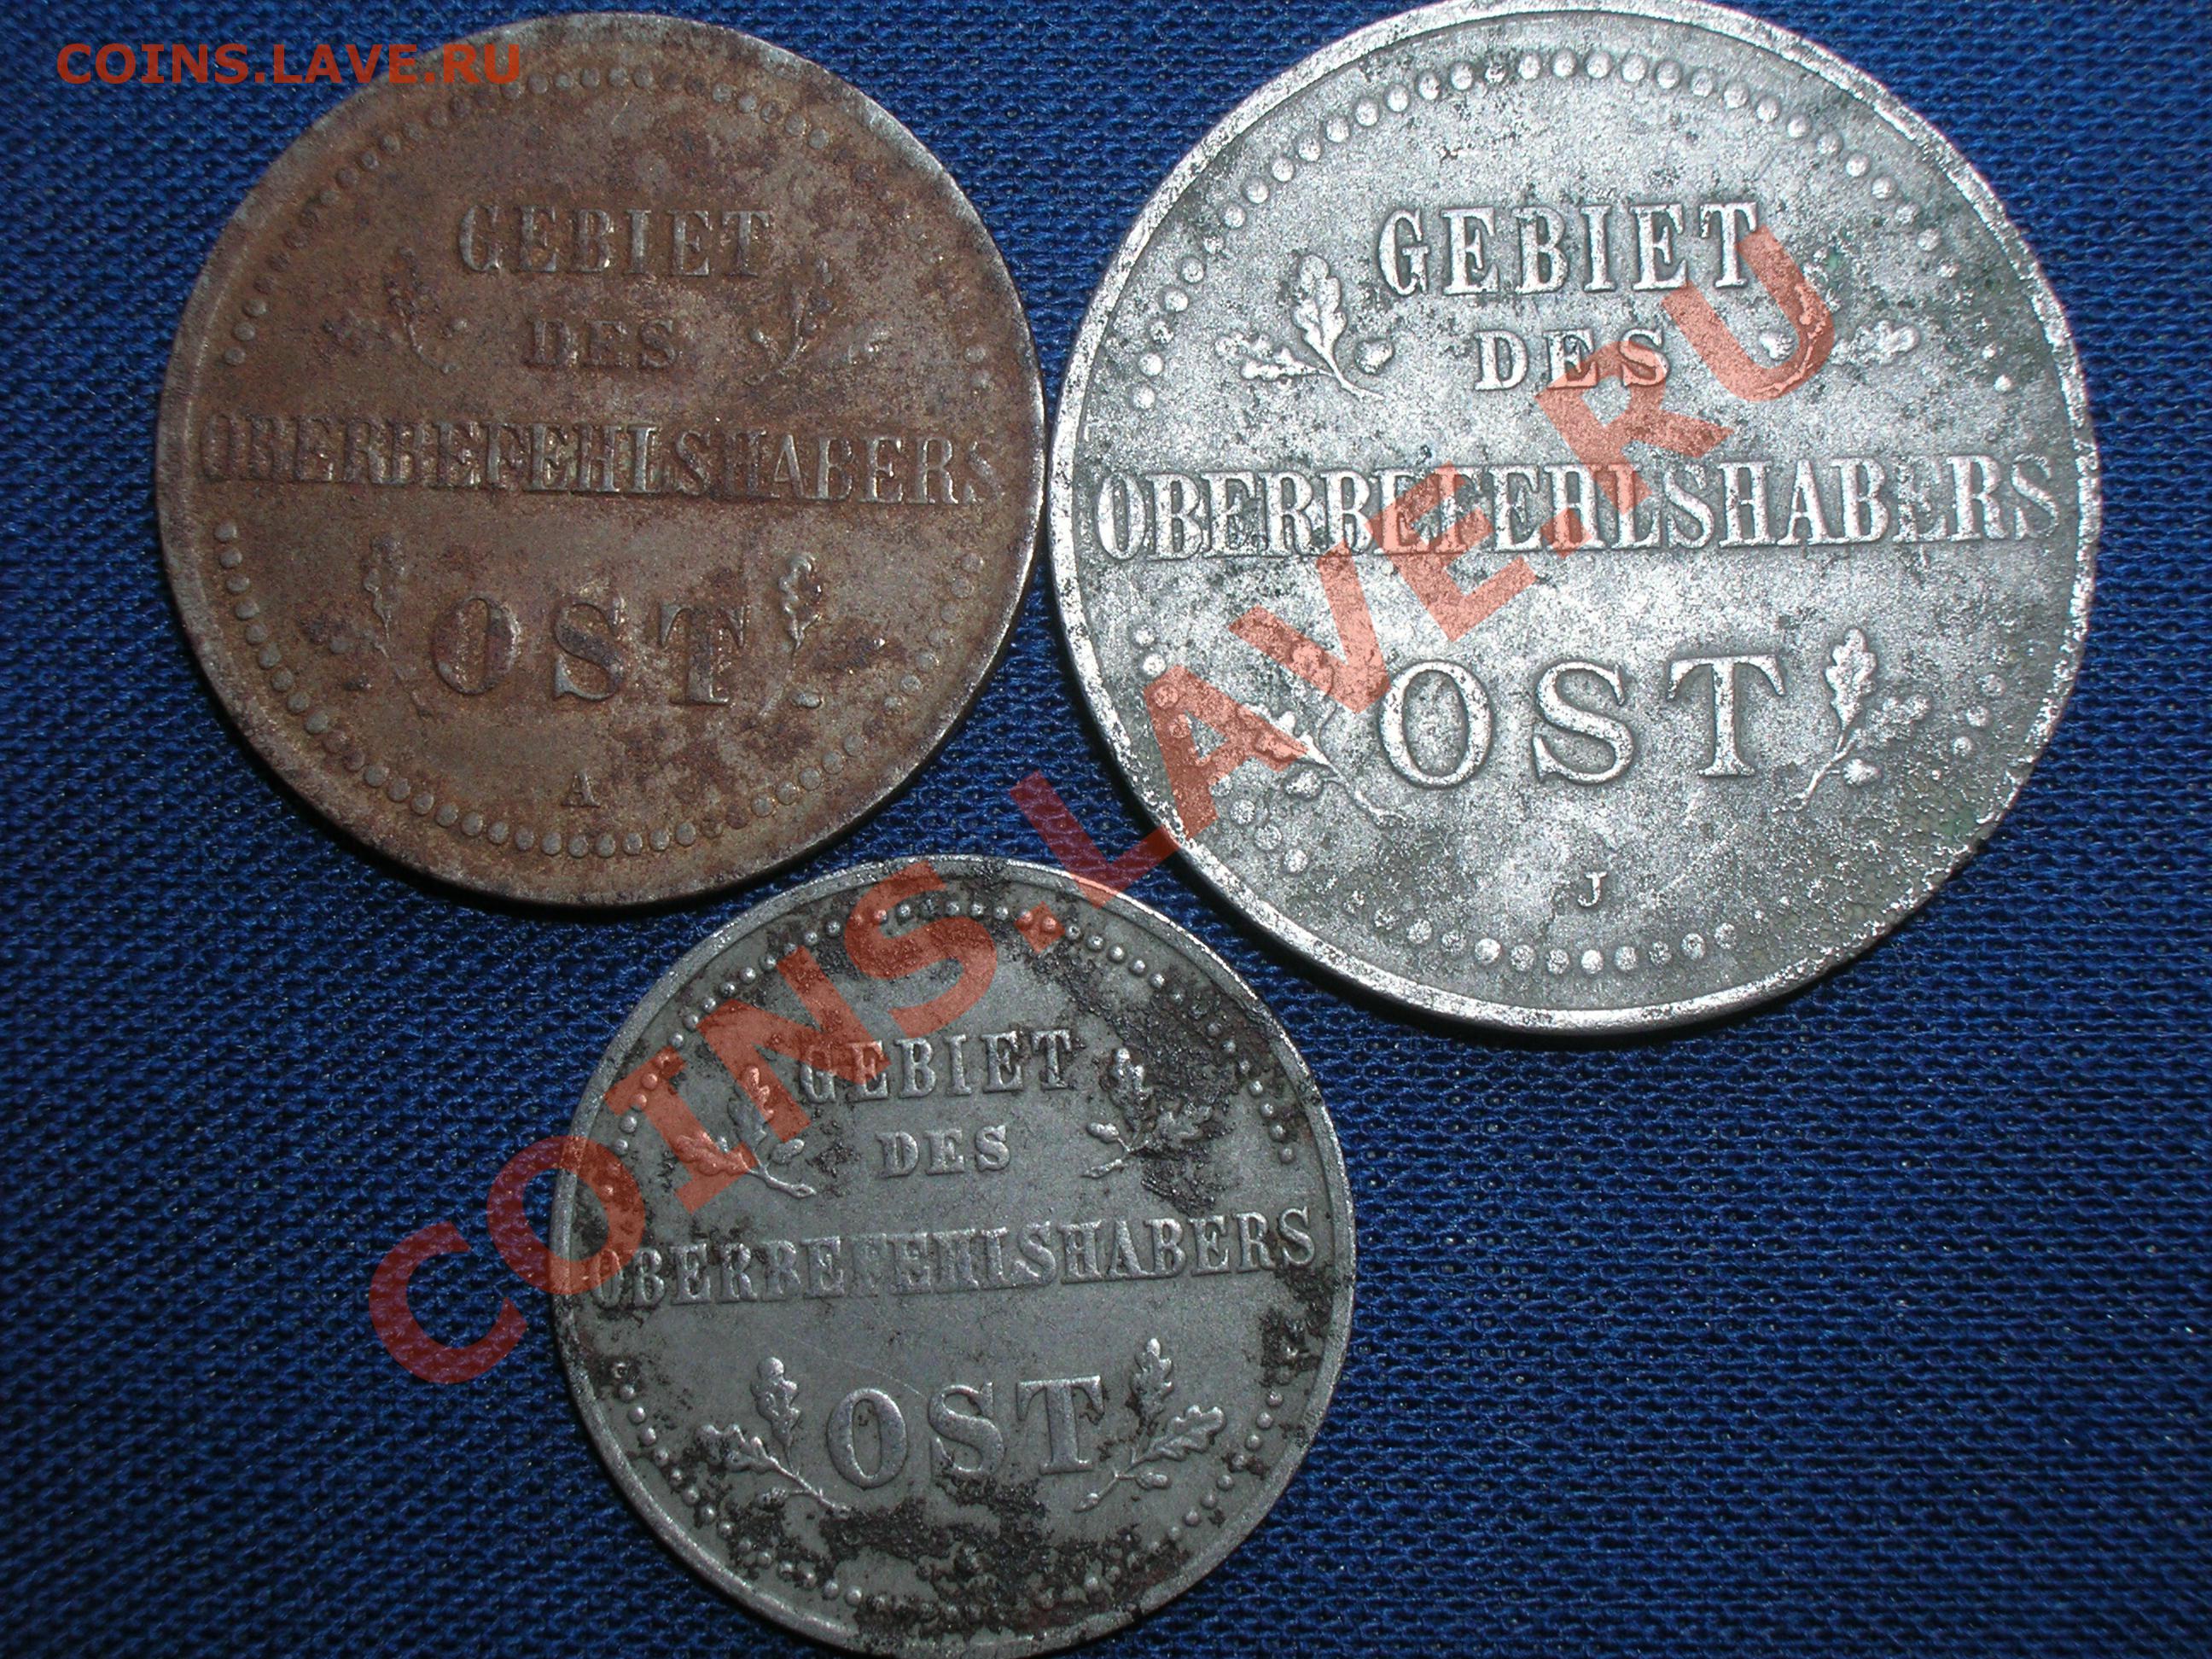 COINS.LAVE.RU
GEBIET
DES
OBERBEFEHLSHABERS
OST
A
GEBIET
DES
OBERBEFEHLSHABERS
OST
J
GEBIET
DES
OBERBEFEHLSHABERS
OST
COINS.LAVE.RU